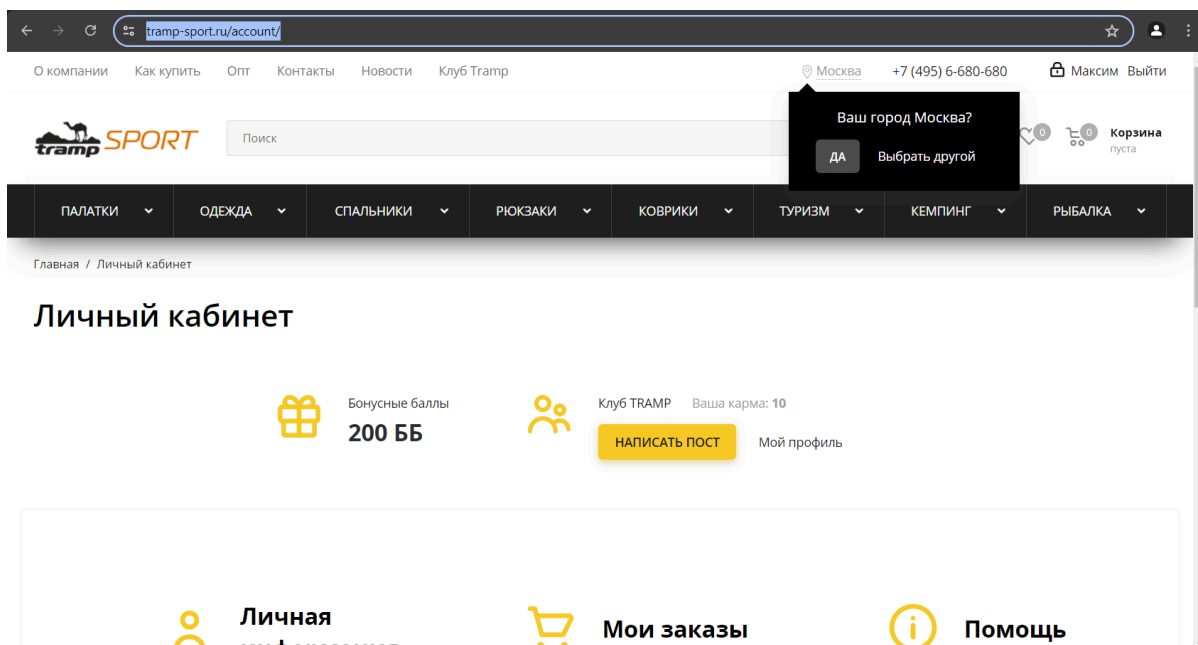 tramp-sport.ru/account/
О компании Как купить Опт Контакты Новости Клуб Tramp Москва +7 (495) 6-680-680 Максим Выйти
Ваш город Москва?
ДА Выбрать другой
tramp SPORT Поиск 0 0 Корзина
пуста
ПАЛАТКИ ОДЕЖДА СПАЛЬНИКИ РЮКЗАКИ КОВРИКИ ТУРИЗМ КЕМПИНГ РЫБАЛКА
Главная / Личный кабинет
Личный кабинет
Бонусные баллы
200 ББ
Клуб TRAMP Ваша карма: 10
НАПИСАТЬ ПОСТ Мой профиль
Личная
Мои заказы
Помощь